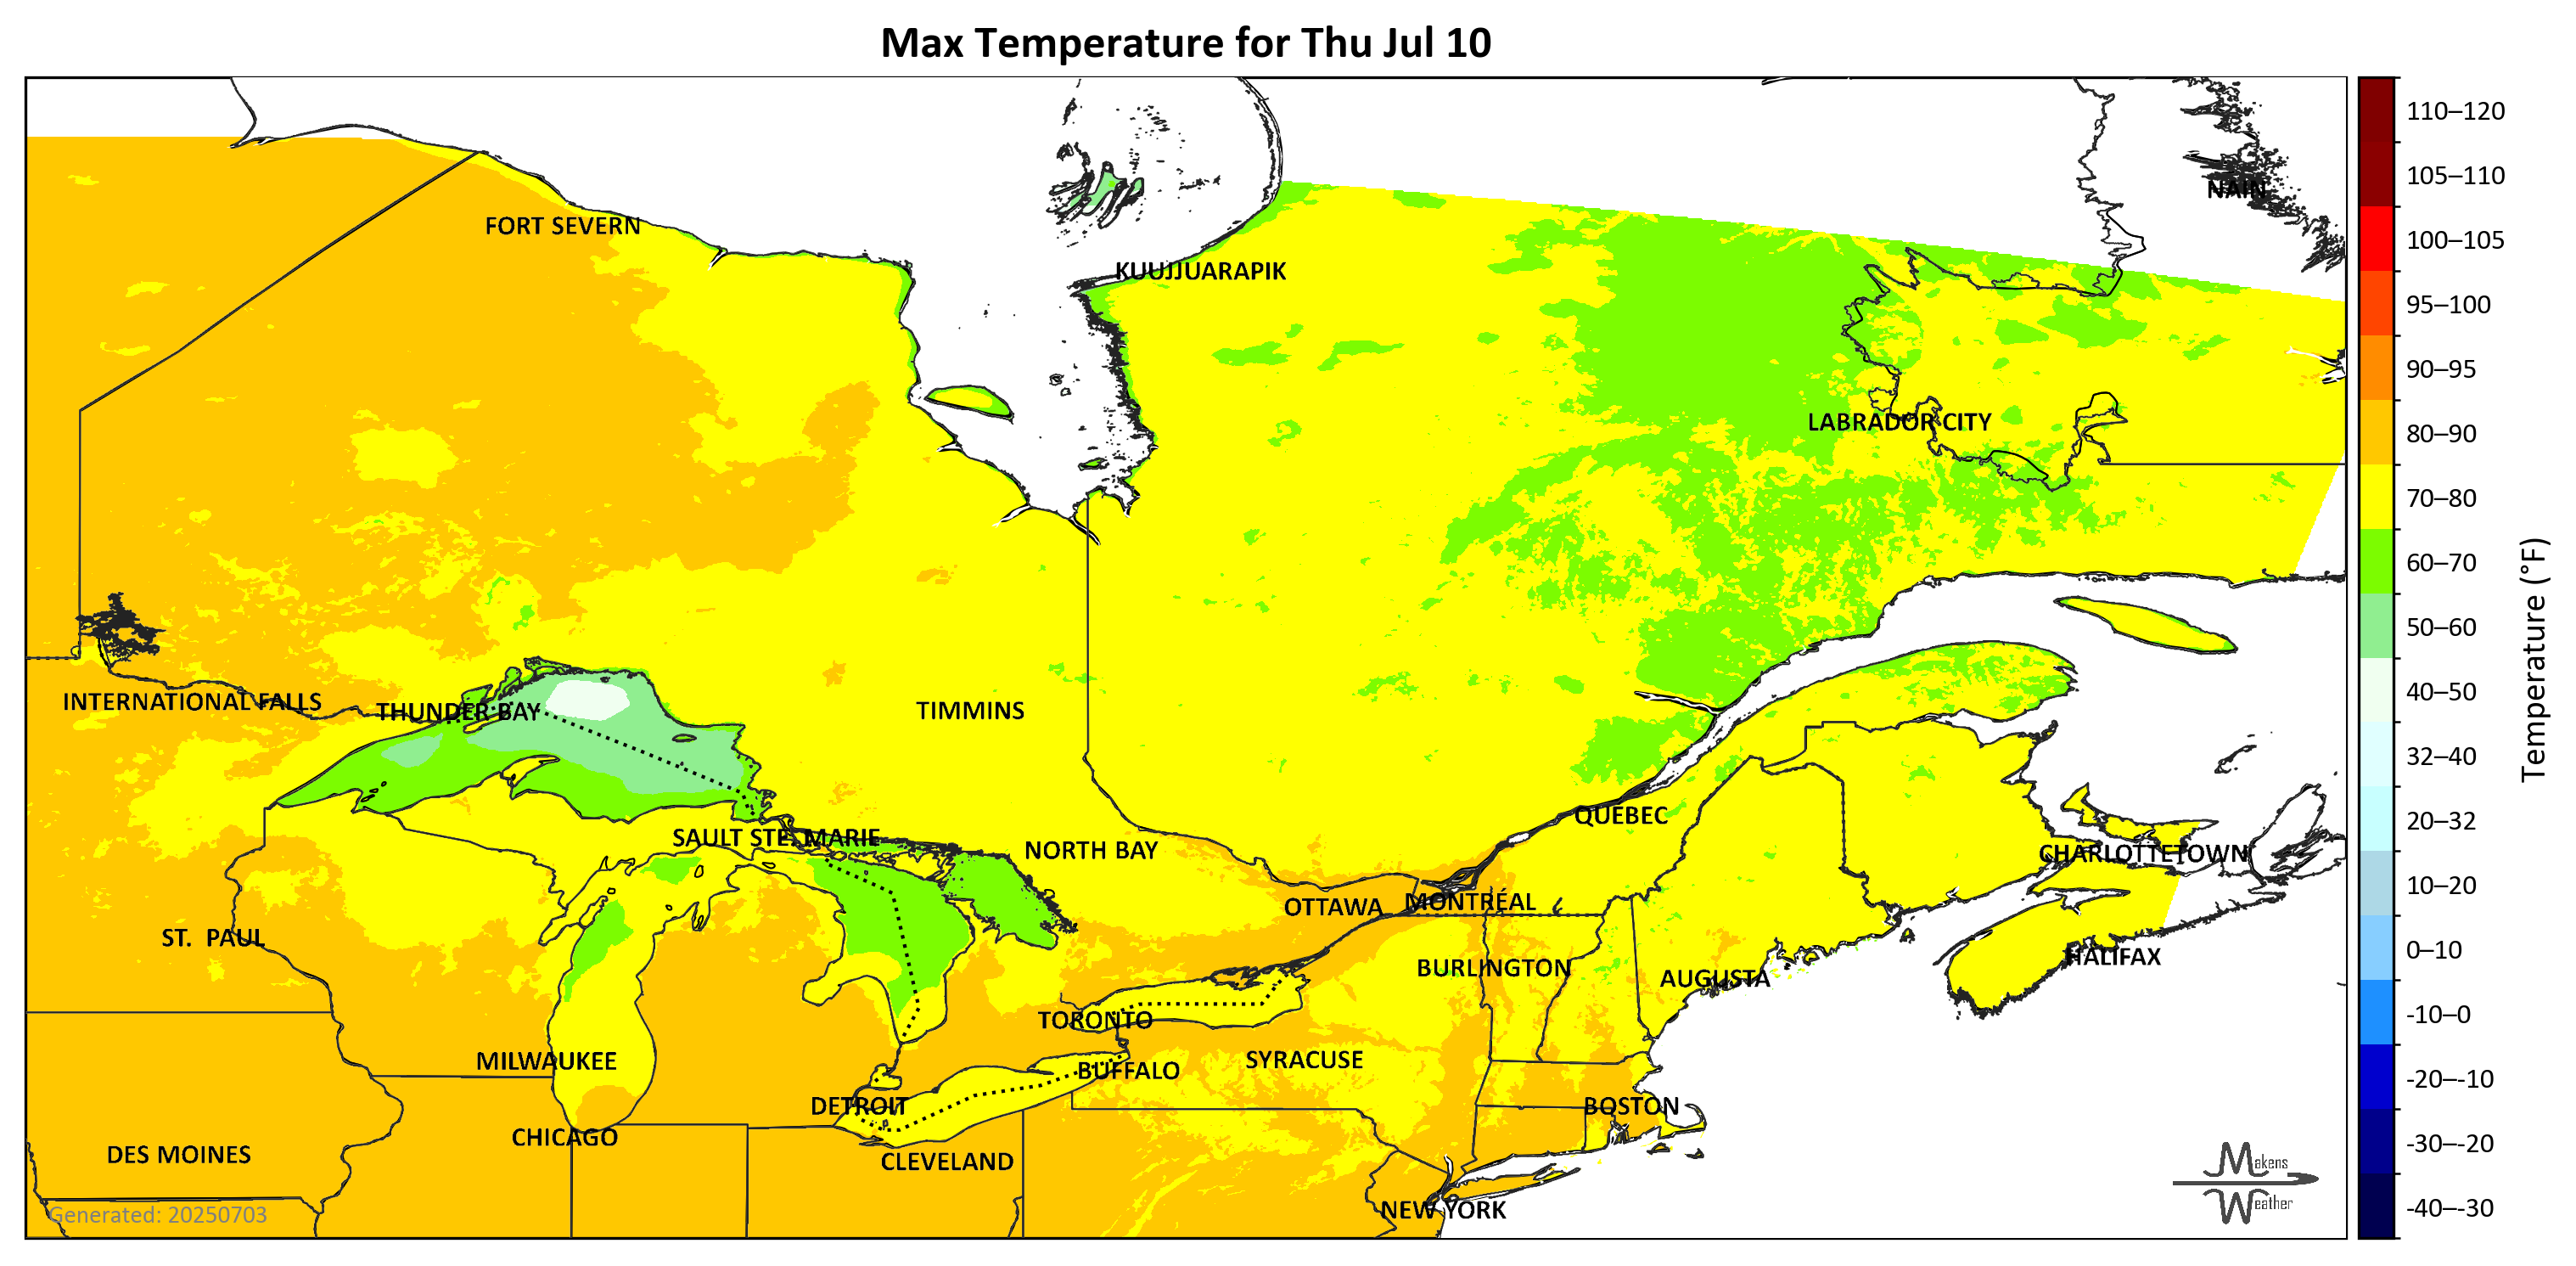 Max Temperature for Thu Jul 10
110–120
105–110
NAIN
FORT SEVERN
100–105
KUUJJUARAPIK
95–100
90–95
LABRADOR CITY
80–90
70–80
60–70
Temperature (°F)
50–60
INTERNATIONAL FALLS
THUNDER BAY
TIMMINS
40–50
32–40
QUEBEC
20–32
SAULT STE. MARIE
NORTH BAY
CHARLOTTETOWN
10–20
OTTAWA
MONTRÉAL
ST. PAUL
0–10
HALIFAX
BURLINGTON
AUGUSTA
TORONTO
-10–0
MILWAUKEE
SYRACUSE
BUFFALO
-20–-10
DETROIT
BOSTON
CHICAGO
-30–-20
DES MOINES
CLEVELAND
Makens
Weather
Generated: 20250703
NEW YORK
-40–-30